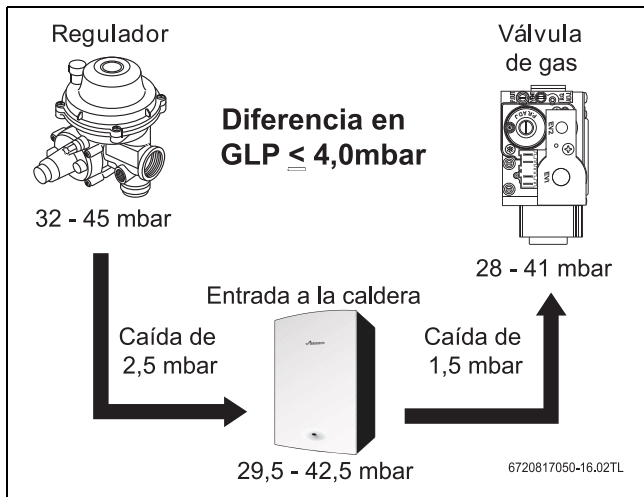 Regulador
Válvula
de gas
Diferencia en
GLP ≤ 4,0mbar
32 - 45 mbar
28 - 41 mbar
Entrada a la caldera
Caída de
2,5 mbar
Caída de
1,5 mbar
29,5 - 42,5 mbar
6720817050-16.02TL